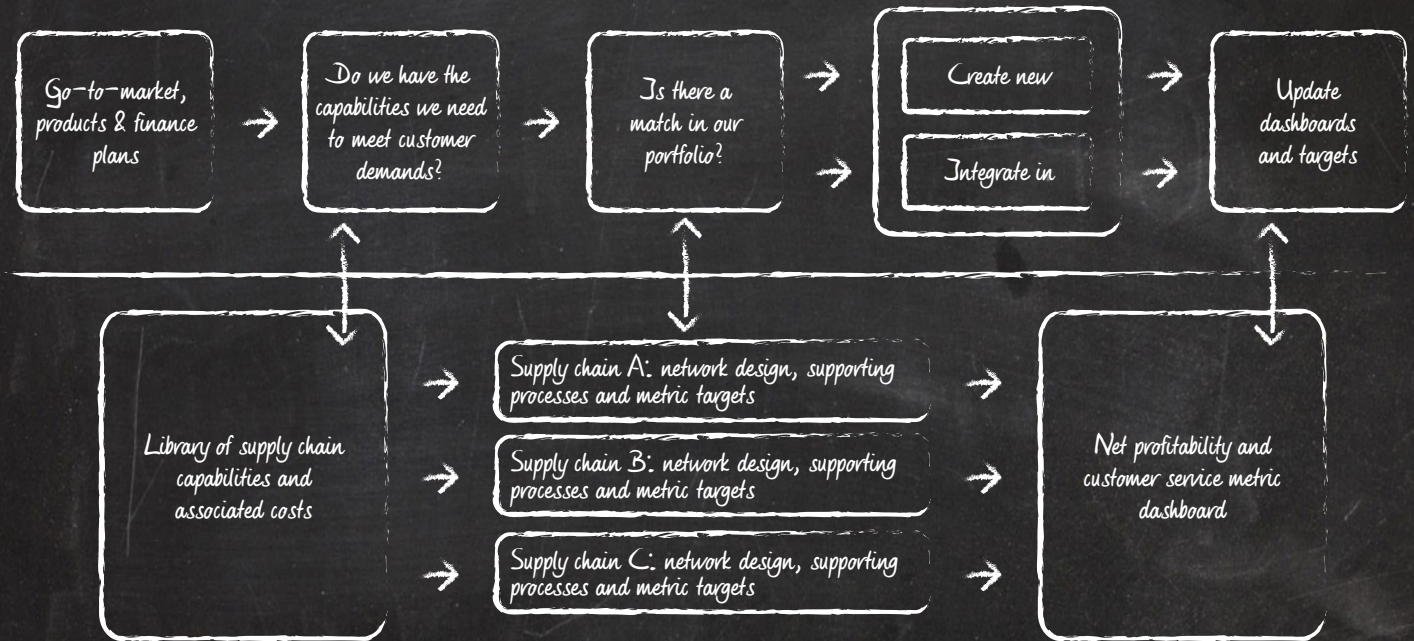 Go-to-market,
products & finance
plans
Do we have the
capabilities we need
to meet customer
demands?
Is there a
match in our
portfolio?
Create new
Integrate in
Update
dashboards
and targets
Library of supply chain
capabilities and
associated costs
Supply chain A: network design, supporting
processes and metric targets
Supply chain B: network design, supporting
processes and metric targets
Supply chain C: network design, supporting
processes and metric targets
Net profitability and
customer service metric
dashboard